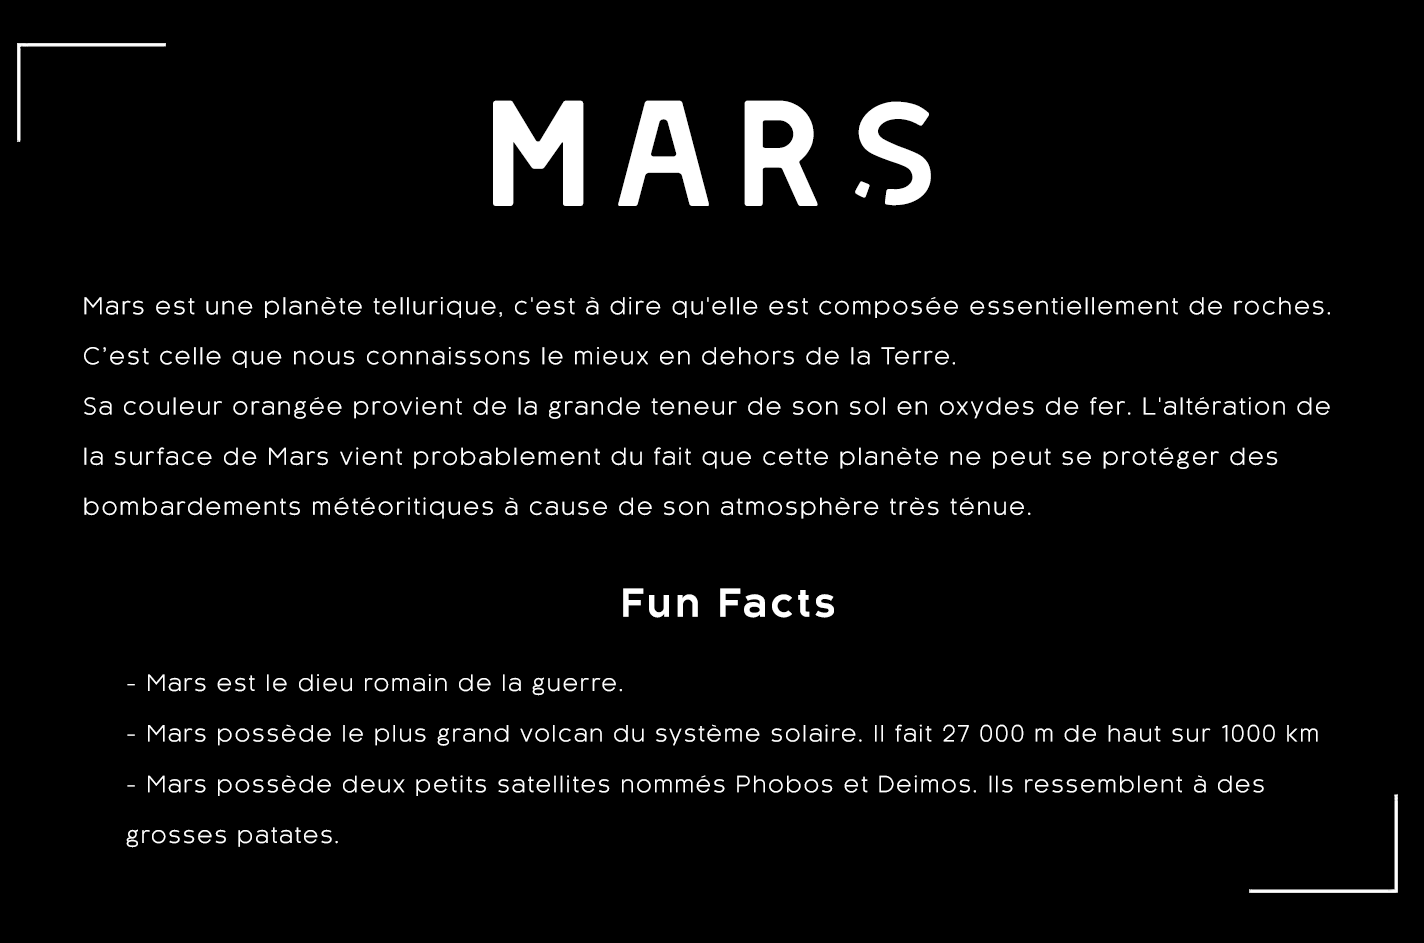 MARS
Mars est une planète tellurique, c'est à dire qu'elle est composée essentiellement de roches.
C’est celle que nous connaissons le mieux en dehors de la Terre.
Sa couleur orangée provient de la grande teneur de son sol en oxydes de fer. L'altération de
la surface de Mars vient probablement du fait que cette planète ne peut se protéger des
bombardements météoritiques à cause de son atmosphère très ténue.
Fun Facts
- Mars est le dieu romain de la guerre.
- Mars possède le plus grand volcan du système solaire. Il fait 27 000 m de haut sur 1000 km
- Mars possède deux petits satellites nommés Phobos et Deimos. Ils ressemblent à des
grosses patates.